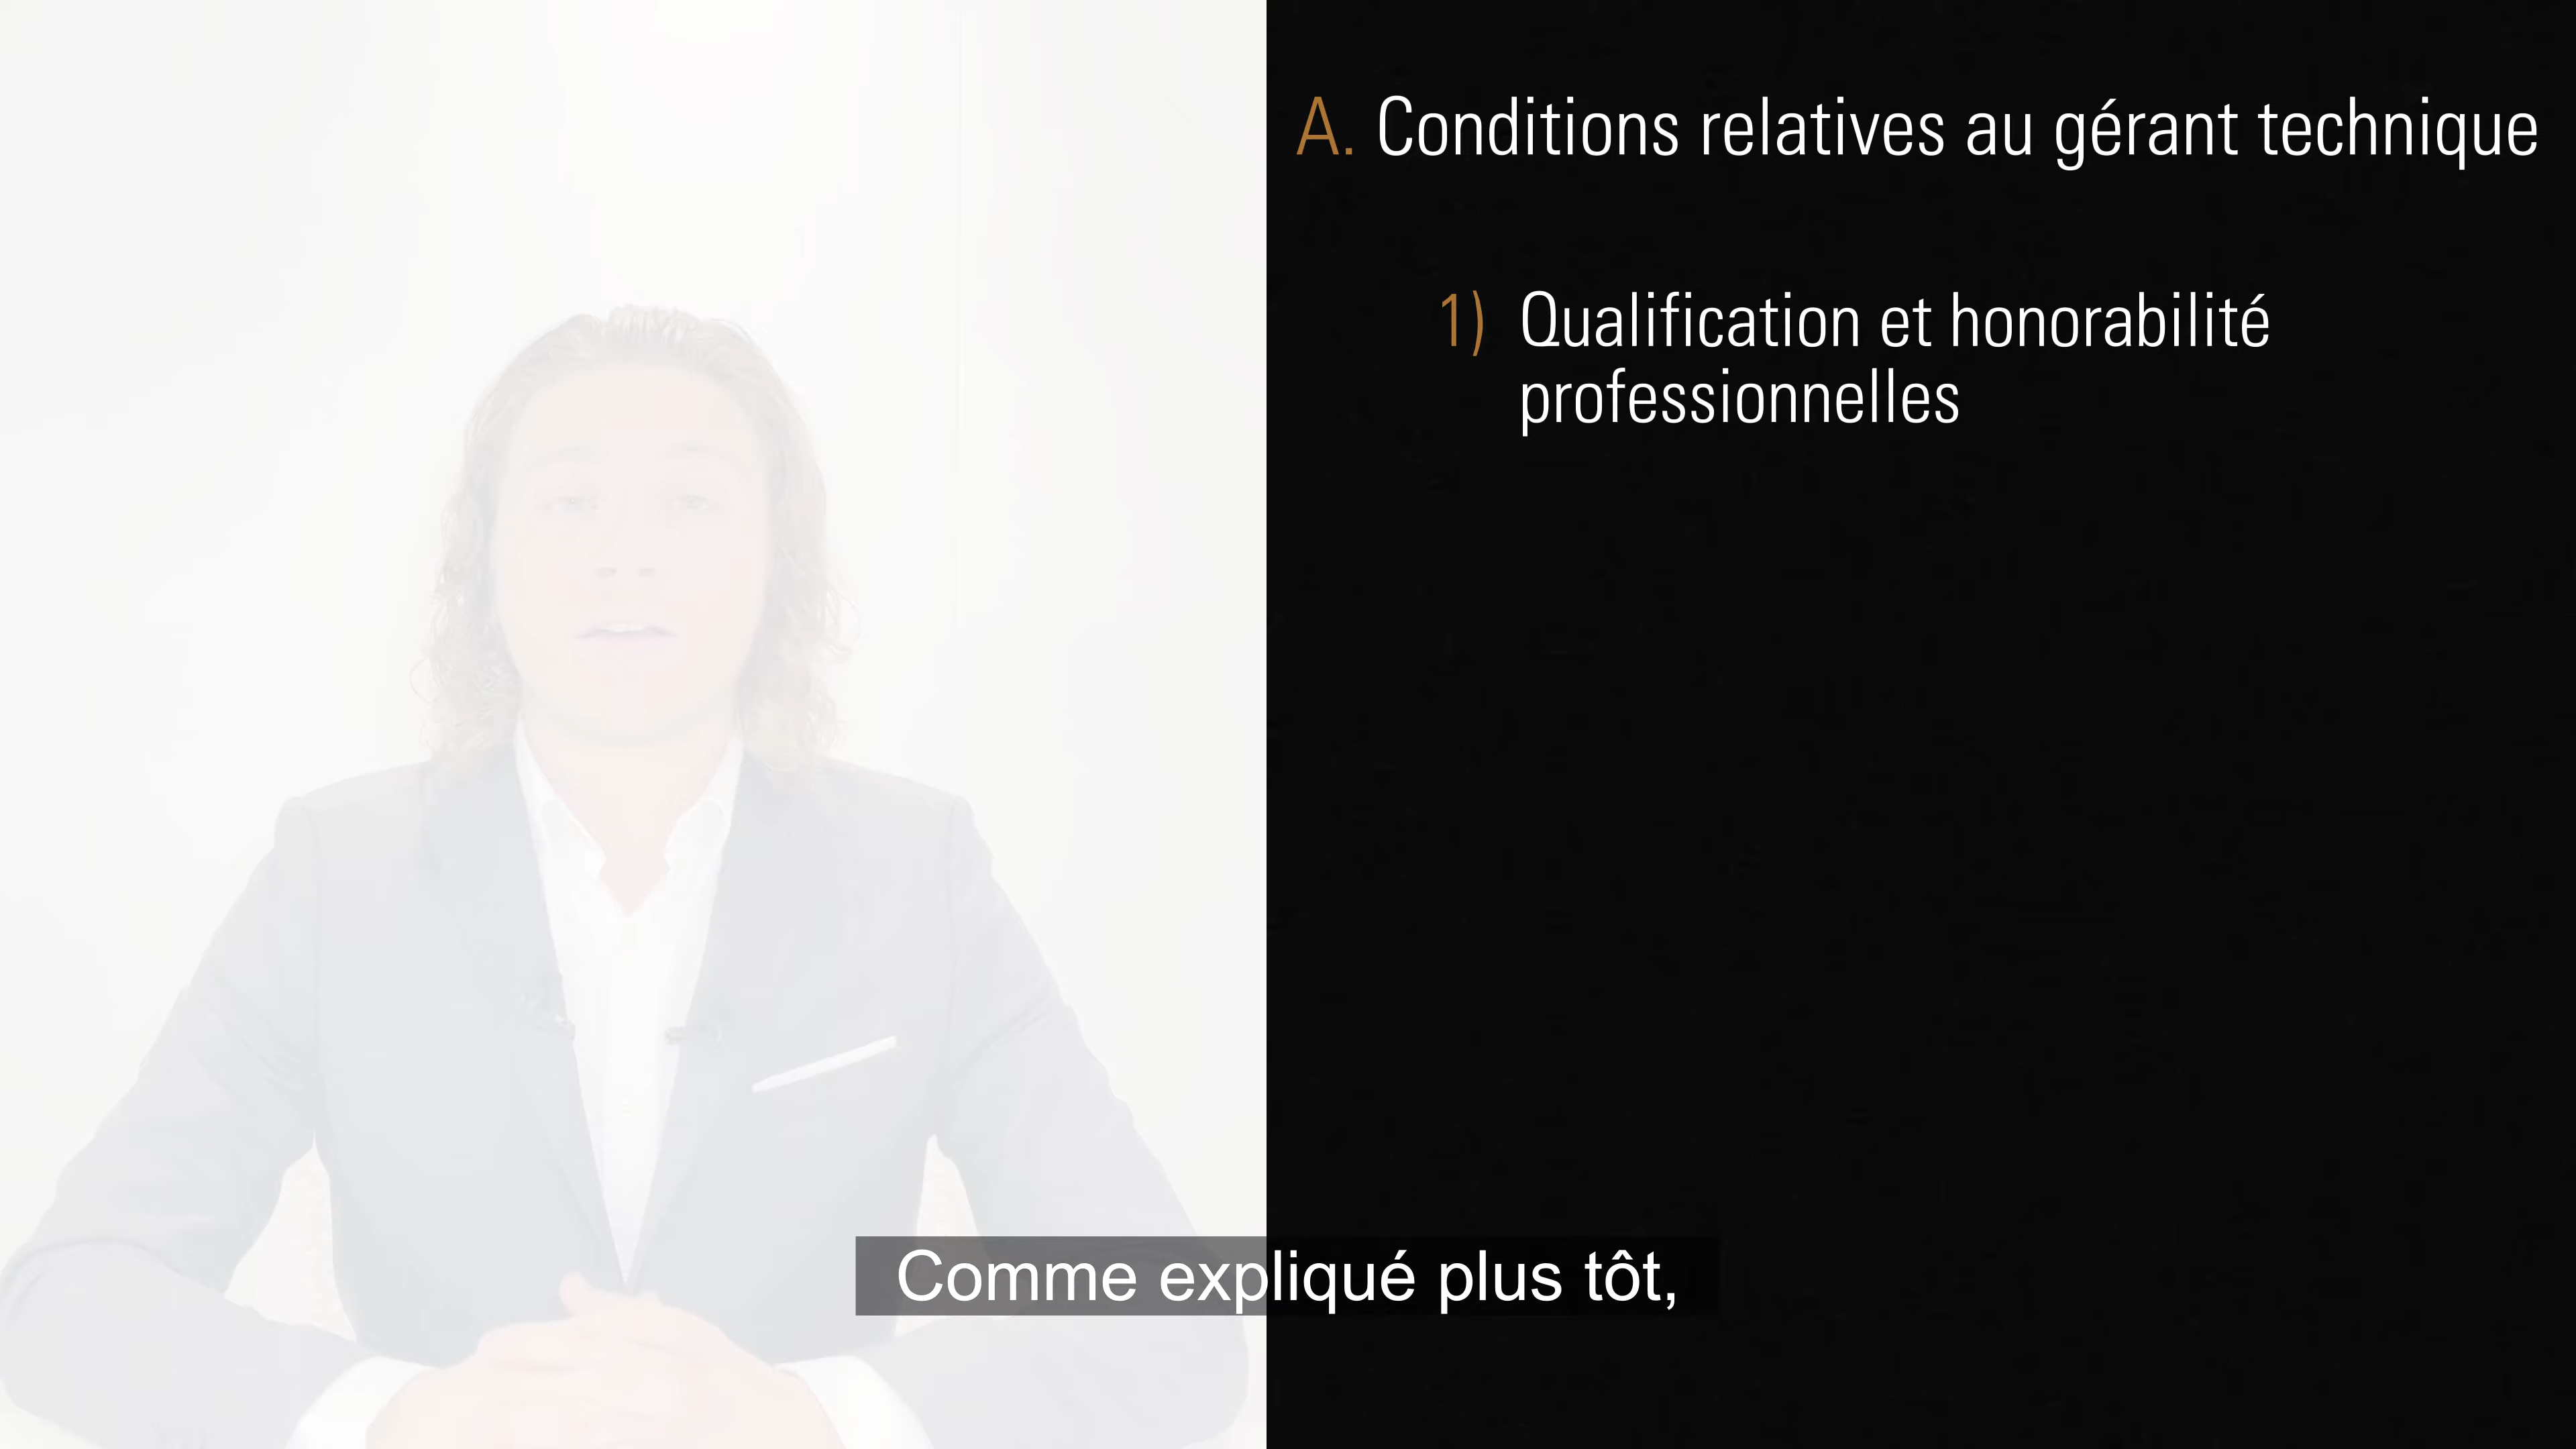 A. Conditions relatives au gérant technique
1) Qualification et honorabilité
professionnelles
Comme expliqué plus tôt,